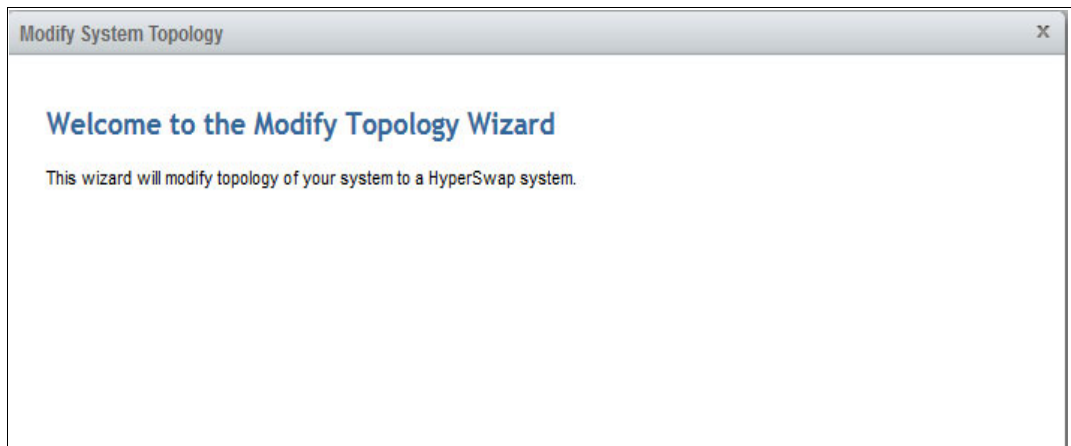 Modify System Topology x
Welcome to the Modify Topology Wizard
This wizard will modify topology of your system to a HyperSwap system.